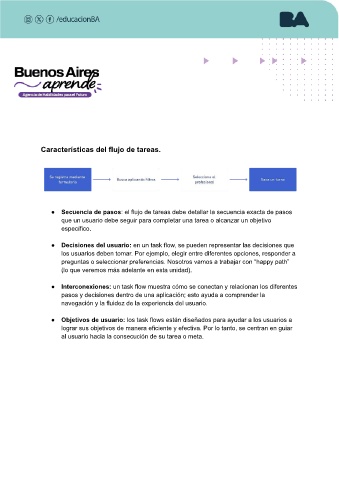 /educacionBA
BA
Buenos Aires
aprende
Agencia de Habilidades para el Futuro
Características del flujo de tareas.
Se registra mediante
formulario
Busca
Selecciona el
profesional
● Secuencia de pasos: el flujo de tareas debe detallar la secuencia exacta de pasos
que un usuario debe seguir para completar una tarea o alcanzar un objetivo
específico.
● Decisiones del usuario: en un task flow, se pueden representar las decisiones que
los usuarios deben tomar. Por ejemplo, elegir entre diferentes opciones, responder a
preguntas o seleccionar preferencias. Nosotros vamos a trabajar con “happy path”
(lo que veremos más adelante en esta unidad).
● Interconexiones: un task flow muestra cómo se conectan y relacionan los diferentes
pasos y decisiones dentro de una aplicación; esto ayuda a comprender la
navegación y la fluidez de la experiencia del usuario.
● Objetivos de usuario: los task flows están diseñados para ayudar a los usuarios a
lograr sus objetivos de manera eficiente y efectiva. Por lo tanto, se centran en guiar
al usuario hacia la consecución de su tarea o meta.